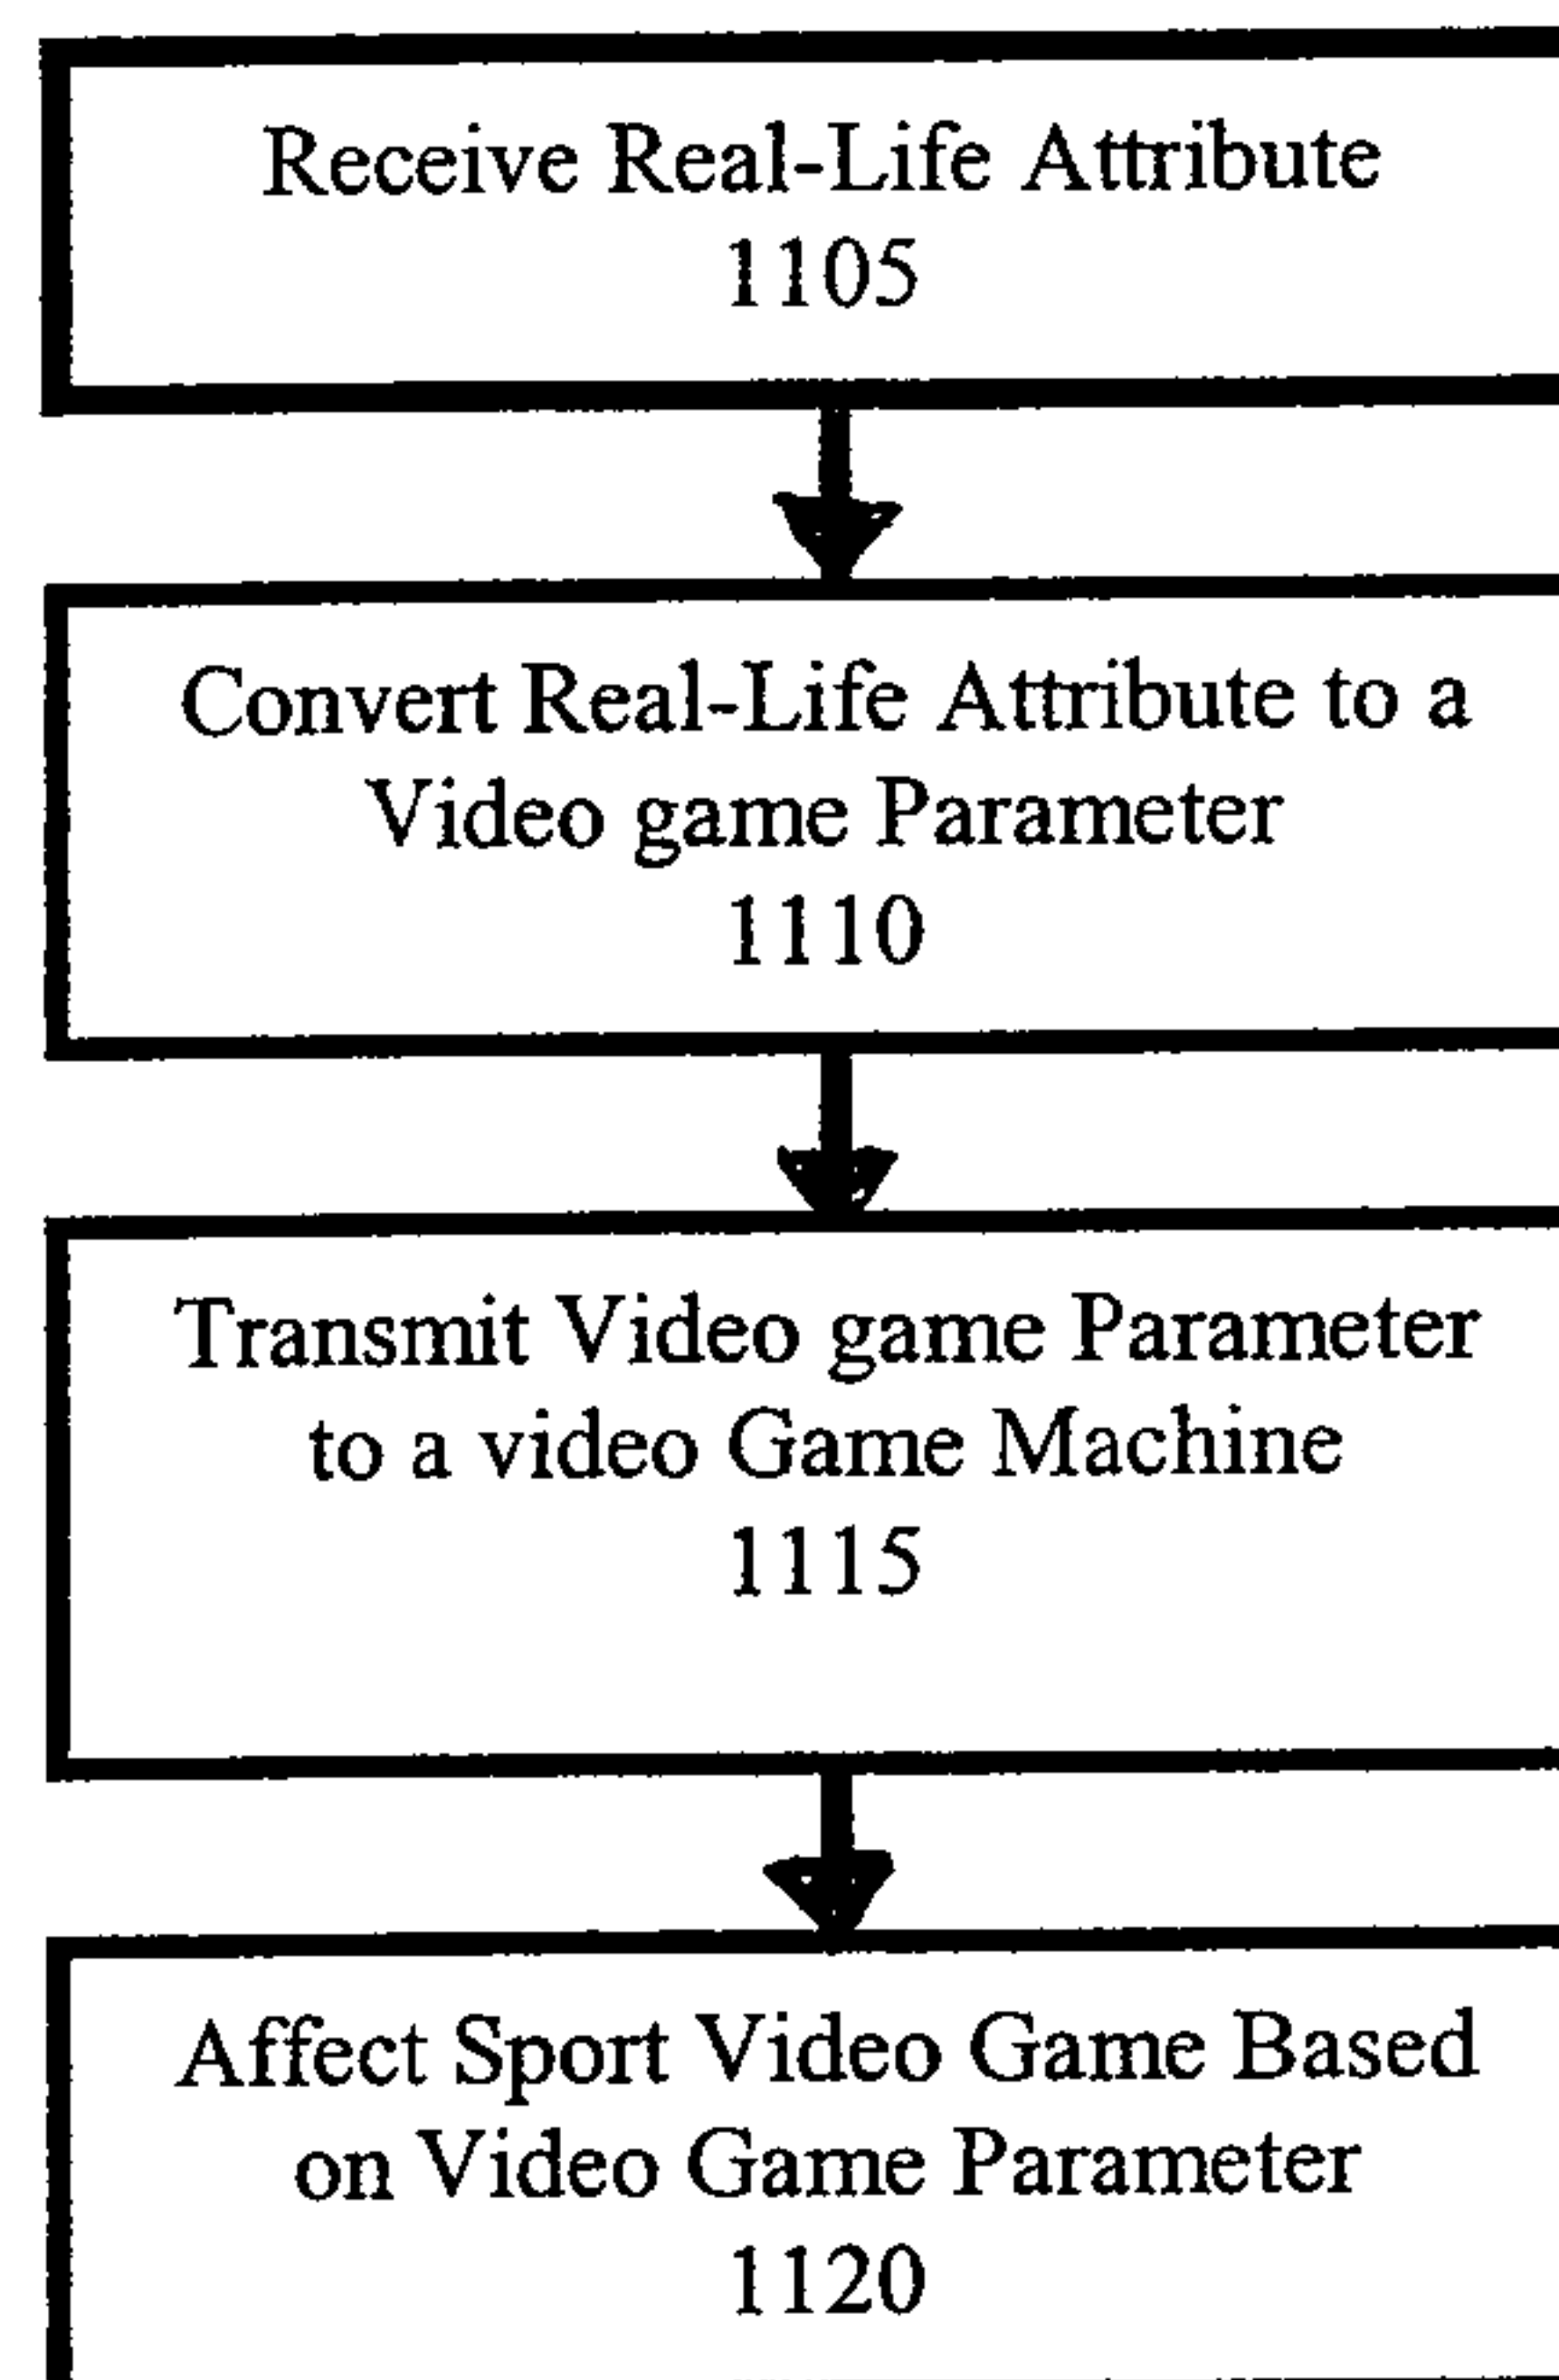 Receive Real-Life Attribute
1105
Convert Real-Life Attribute to a
Video game Parameter
1110
Transmit Video game Parameter
to a video Game Machine
1115
Affect Sport Video Game Based
on Video Game Parameter
1120